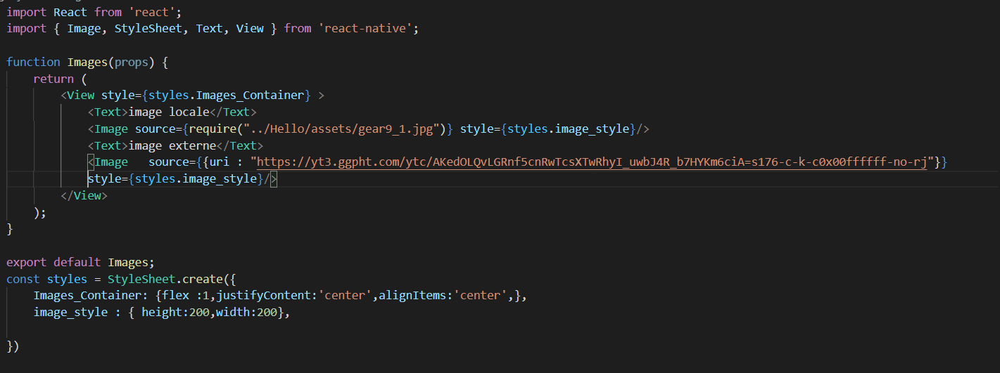 import React from 'react';
import { Image, StyleSheet, Text, View } from 'react-native';
function Images(props) {
return (
<View style={styles.Images_Container} >
<Text>image locale</Text>
<Image source={require("../Hello/assets/gear9_1.jpg")} style={styles.image_style}/>
<Text>image externe</Text>
<Image source={{uri : "https://yt3.ggpht.com/ytc/AKedOLQvLGRnf5cnRwTcsXTwRhyI_uwbJ4R_b7HYKm6ciA=s176-c-k-c0x00ffffff-no-rj"}}
style={styles.image_style}/>
</View>
);
}
export default Images;
const styles = StyleSheet.create({
Images_Container: {flex :1,justifyContent:'center',alignItems:'center',},
image_style : { height:200,width:200},
})